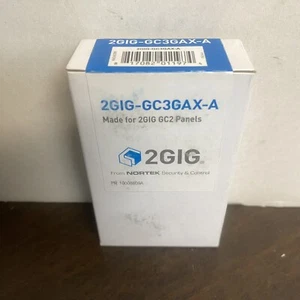 2GIG-GC3GAX-A
2GIG-GC3GAX-A
Made for 2GIG GC2 Panels
2GIG
From NORTEK Security & Control